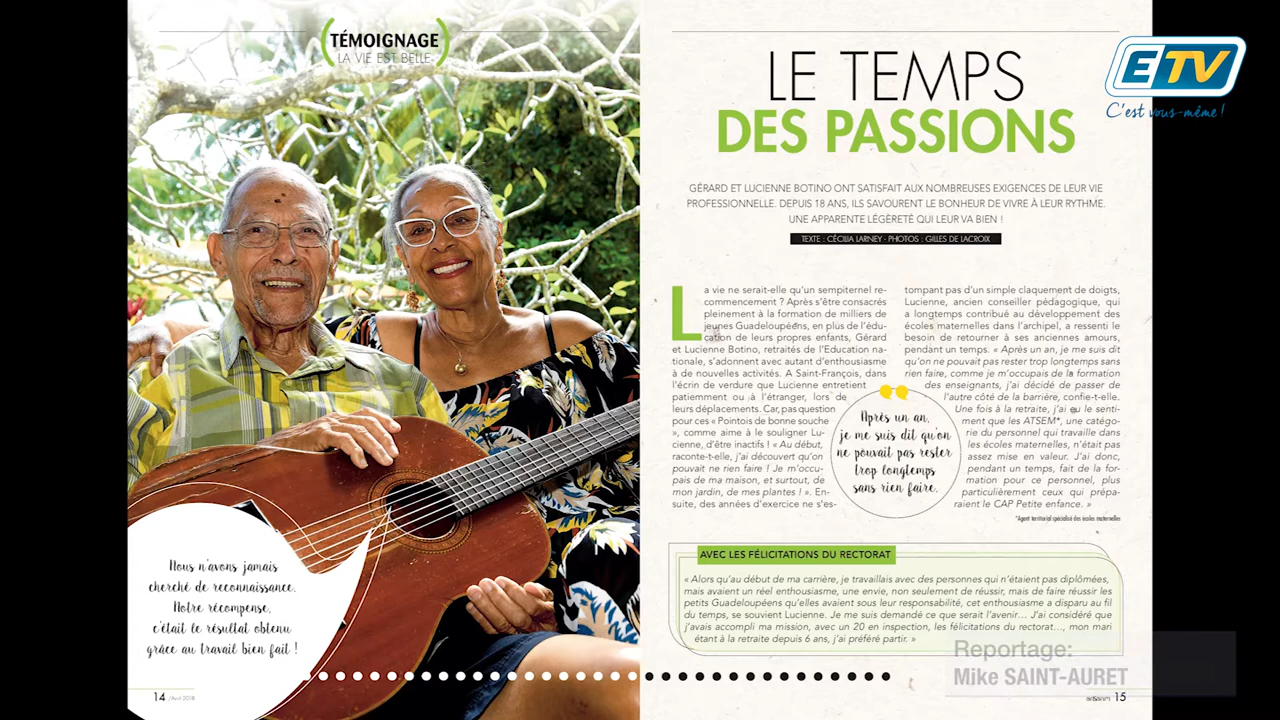 TÉMOIGNAGE
LA VIE EST BELLE
Nous n'avons jamais
cherché de reconnaissance.
Notre récompense,
c'était le résultat obtenu
grâce au travail bien fait !
14 /Avril 2018
LE TEMPS
DES PASSIONS
GÉRARD ET LUCIENNE BOTINO ONT SATISFAIT AUX NOMBREUSES EXIGENCES DE LEUR VIE
PROFESSIONNELLE. DEPUIS 18 ANS, ILS SAVOURENT LE BONHEUR DE VIVRE À LEUR RYTHME.
UNE APPARENTE LÉGÈRETÉ QUI LEUR VA BIEN !
TEXTE : CÉCILIA LARNEY - PHOTOS : GILLES DE LACROIX
La vie ne serait-elle qu'un sempiternel re-
commencement ? Après s'être consacrés
pleinement à la formation de milliers de
jeunes Guadeloupéens, en plus de l'édu-
cation de leurs propres enfants, Gérard
et Lucienne Botino, retraités de l'Education na-
tionale, s'adonnent avec autant d'enthousiasme
à de nouvelles activités. A Saint-François, dans
l'écrin de verdure que Lucienne entretient
patiemment ou à l'étranger, lors de
leurs déplacements. Car, pas question
pour ces « Pointois de bonne souche
», comme aime à le souligner Lu-
cienne, d'être inactifs ! « Au début,
raconte-t-elle, j'ai découvert qu'on
pouvait ne rien faire ! Je m'occu-
pais de ma maison, et surtout, de
mon jardin, de mes plantes ! ». En-
suite, des années d'exercice ne s'es-
tompant pas d'un simple claquement de doigts,
Lucienne, ancien conseiller pédagogique, qui
a longtemps contribué au développement des
écoles maternelles dans l'archipel, a ressenti le
besoin de retourner à ses anciennes amours,
pendant un temps. « Après un an, je me suis dit
qu'on ne pouvait pas rester trop longtemps sans
rien faire, comme je m'occupais de la formation
des enseignants, j'ai décidé de passer de
l'autre côté de la barrière, confie-t-elle.
Une fois à la retraite, j'ai eu le senti-
ment que les ATSEM*, une catégo-
rie du personnel qui travaille dans
les écoles maternelles, n'était pas
assez mise en valeur. J'ai donc,
pendant un temps, fait de la for-
mation pour ce personnel, plus
particulièrement ceux qui prépa-
raient le CAP Petite enfance. »
*Agent territorial spécialisé des écoles maternelles
Après un an,
je me suis dit qu'on
ne pouvait pas rester
trop longtemps
sans rien faire.
AVEC LES FÉLICITATIONS DU RECTORAT
« Alors qu'au début de ma carrière, je travaillais avec des personnes qui n'étaient pas diplômées,
mais avaient un réel enthousiasme, une envie, non seulement de réussir, mais de faire réussir les
petits Guadeloupéens qu'elles avaient sous leur responsabilité, cet enthousiasme a disparu au fil
du temps, se souvient Lucienne. Je me suis demandé ce que serait l'avenir... J'ai considéré que
j'avais accompli ma mission, avec un 20 en inspection, les félicitations du rectorat..., mon mari
étant à la retraite depuis 6 ans, j'ai préféré partir. »
15
ETV
C'est vous-même !
Reportage:
Mike SAINT-AURET